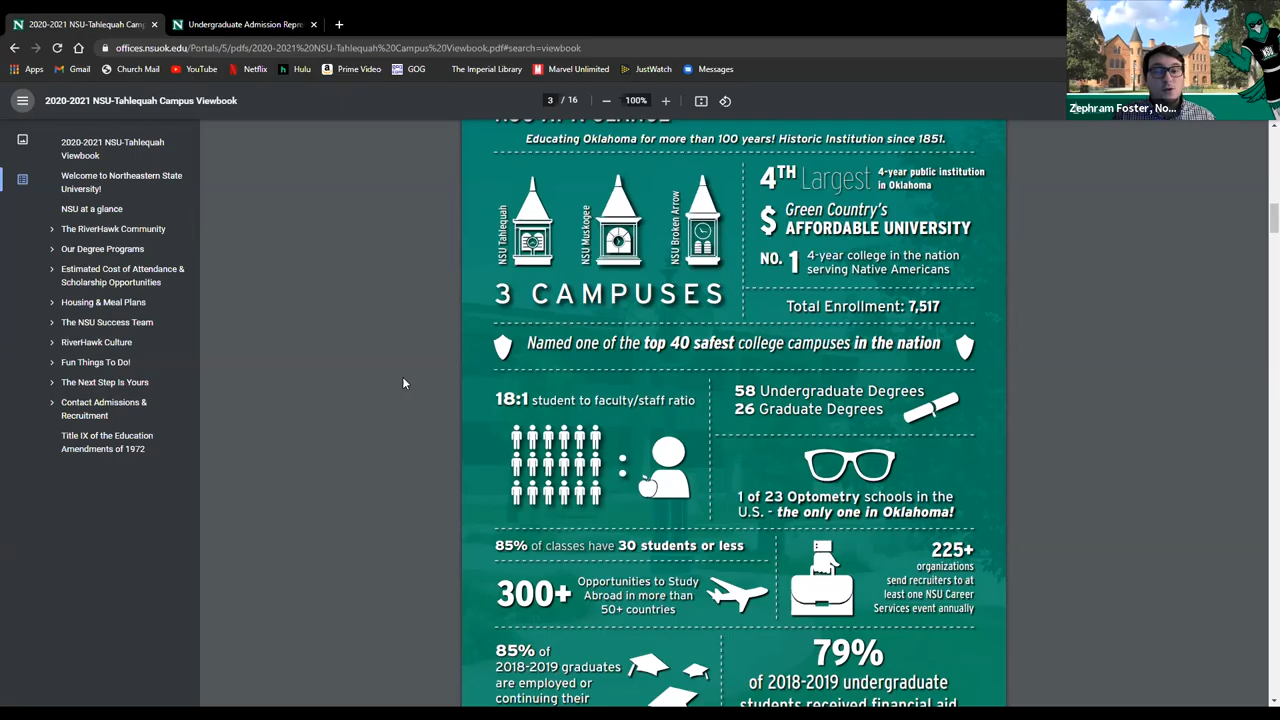 2020-2021 NSU-Tahlequah Cam
Undergraduate Admission Repre
offices.nsuok.edu/Portals/5/pdfs/2020-2021%20NSU-Tahlequah%20Campus%20Viewbook.pdf#search=viewbook
Apps
Gmail
Church Mail
YouTube
Netflix
Hulu
Prime Video
GOG
The Imperial Library
Marvel Unlimited
JustWatch
Messages
Zephram Foster, No...
2020-2021 NSU-Tahlequah Campus Viewbook
3 / 16
100%
2020-2021 NSU-Tahlequah
Viewbook
Welcome to Northeastern State
University!
NSU at a glance
The RiverHawk Community
Our Degree Programs
Estimated Cost of Attendance &
Scholarship Opportunities
Housing & Meal Plans
The NSU Success Team
RiverHawk Culture
Fun Things To Do!
The Next Step Is Yours
Contact Admissions &
Recruitment
Title IX of the Education
Amendments of 1972
Educating Oklahoma for more than 100 years! Historic Institution since 1851.
NSU Tahlequah
NSU Muskogee
NSU Broken Arrow
3 CAMPUSES
4TH Largest 4-year public institution
in Oklahoma
$ Green Country's
AFFORDABLE UNIVERSITY
NO. 1 4-year college in the nation
serving Native Americans
Total Enrollment: 7,517
Named one of the top 40 safest college campuses in the nation
18:1 student to faculty/staff ratio
:
58 Undergraduate Degrees
26 Graduate Degrees
1 of 23 Optometry schools in the
U.S. - the only one in Oklahoma!
85% of classes have 30 students or less
300+ Opportunities to Study
Abroad in more than
50+ countries
225+
organizations
send recruiters to at
least one NSU Career
Services event annually
85% of
2018-2019 graduates
are employed or
continuing their
79%
of 2018-2019 undergraduate
students received financial aid